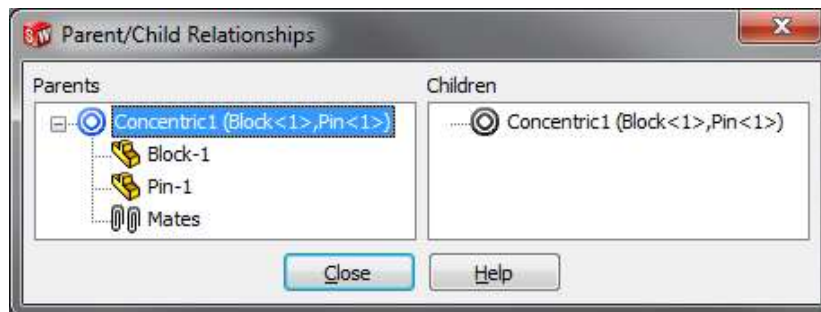 Parent/Child Relationships
Parents
Children
Concentric1 (Block<1>,Pin<1>)
Block-1
Pin-1
Mates
Concentric1 (Block<1>,Pin<1>)
Close
Help